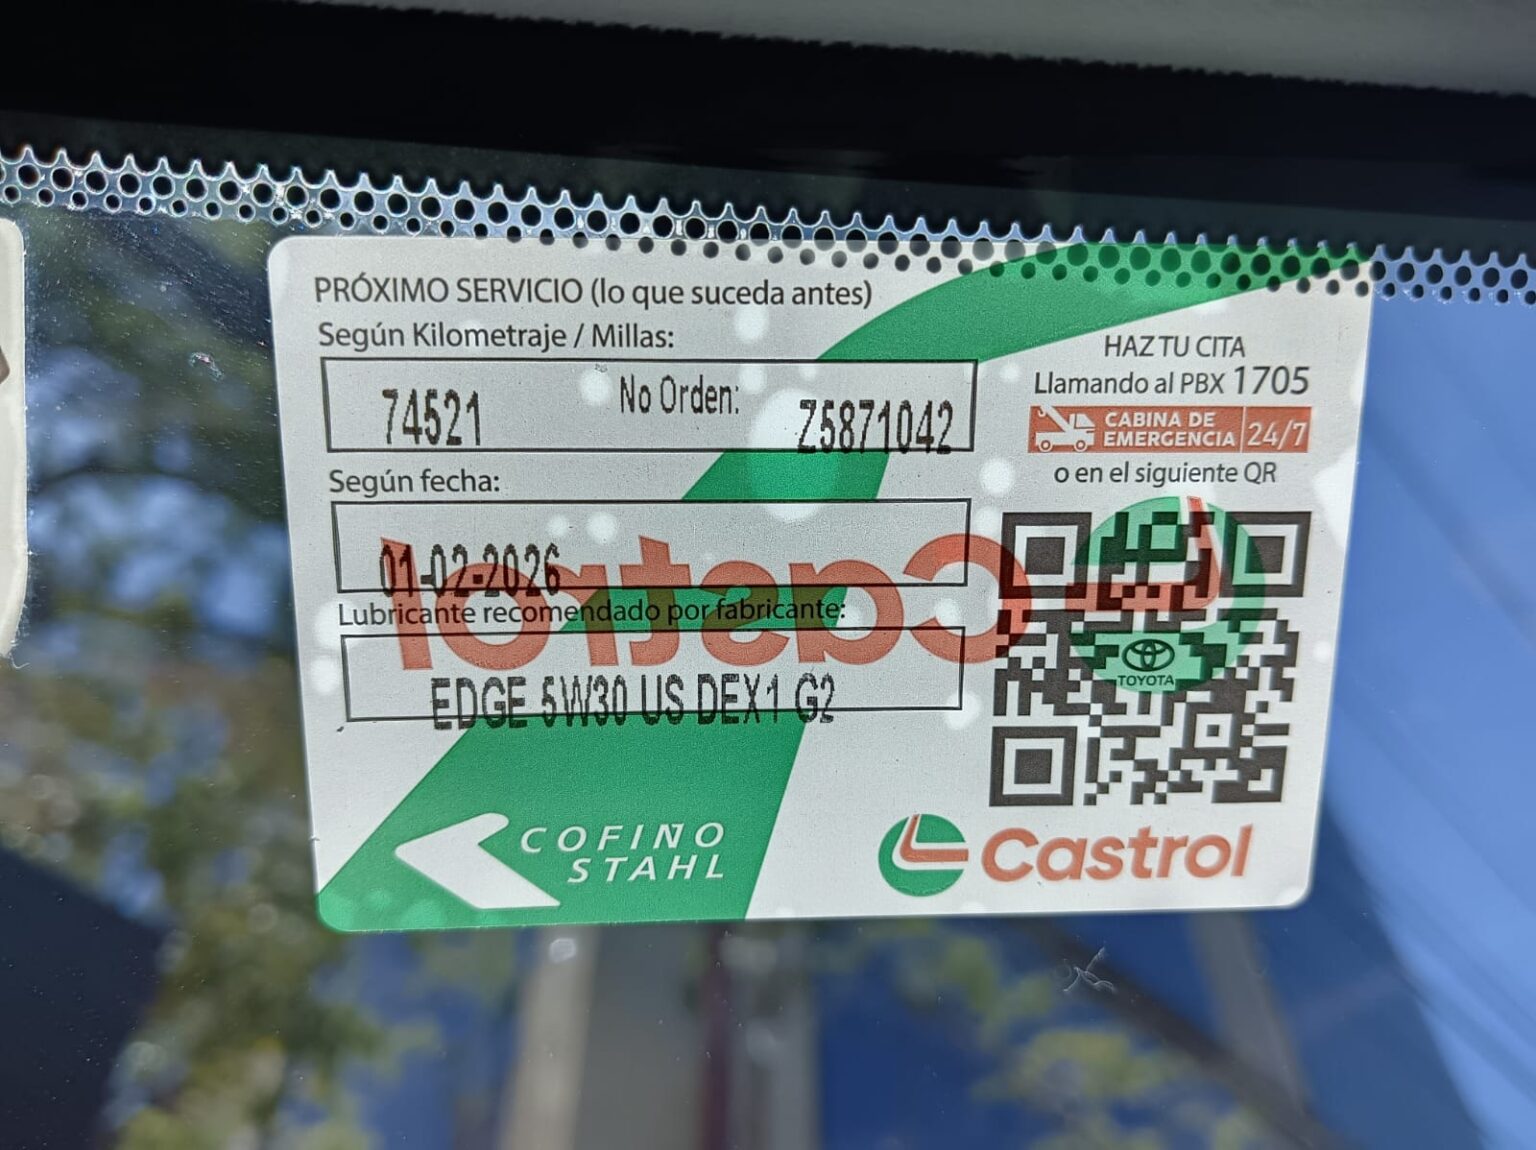 PRÓXIMO SERVICIO (lo que suceda antes)
Según Kilometraje / Millas:
74521
No Orden:
Z5871042
Según fecha:
01-02-2026
Lubricante recomendado por fabricante:
EDGE 5W30 US DEX1 G2
COFIÑO
STAHL
HAZ TU CITA
Llamando al PBX 1705
CABINA DE
EMERGENCIA 24/7
o en el siguiente QR
TOYOTA
Castrol
Castrol